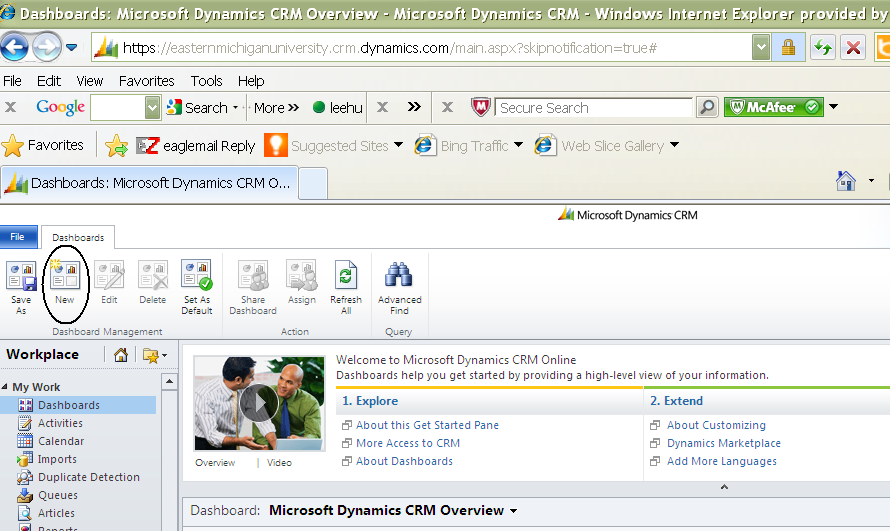 Dashboards: Microsoft Dynamics CRM Overview - Microsoft Dynamics CRM - Windows Internet Explorer provided by
https://easternmichiganuniversity.crm.dynamics.com/main.aspx?skipnotification=true#
File Edit View Favorites Tools Help
x Google Search More >> leehu x >> x Secure Search McAfee
Favorites eaglemail Reply Suggested Sites Bing Traffic Web Slice Gallery
Dashboards: Microsoft Dynamics CRM O...
Microsoft Dynamics CRM
File Dashboards
Save As New Edit Delete Set As Default Share Dashboard Assign Refresh All Advanced Find
Dashboard Management Action Query
Workplace
My Work
Dashboards
Activities
Calendar
Imports
Duplicate Detection
Queues
Articles
Reports
Welcome to Microsoft Dynamics CRM Online
Dashboards help you get started by providing a high-level view of your information.
Overview | Video
1. Explore
About this Get Started Pane
More Access to CRM
About Dashboards
2. Extend
About Customizing
Dynamics Marketplace
Add More Languages
Dashboard: Microsoft Dynamics CRM Overview